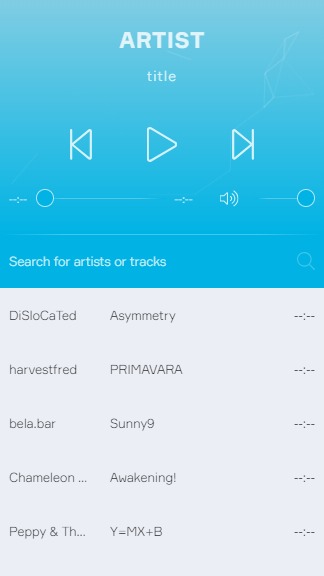 ARTIST
title
--:-- --:--
Search for artists or tracks
DiSloCaTed Asymmetry --:--
harvestfred PRIMAVARA --:--
bela.bar Sunny9 --:--
Chameleon ... Awakening! --:--
Peppy & Th... Y=MX+B --:--